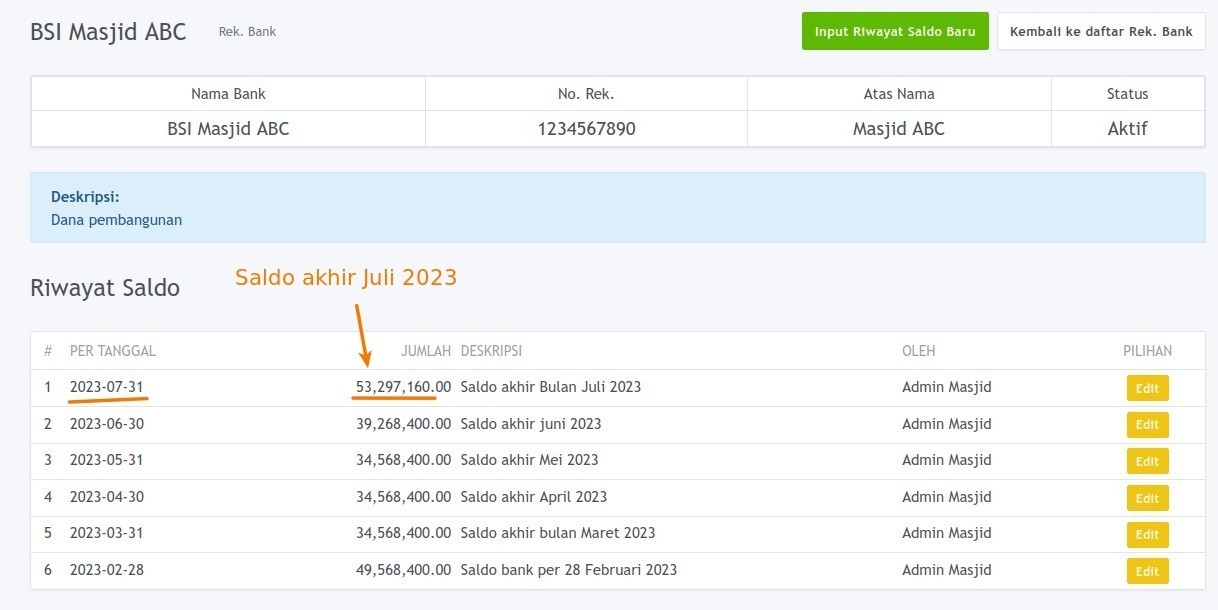 BSI Masjid ABC Rek. Bank Input Riwayat Saldo Baru Kembali ke daftar Rek. Bank
Nama Bank No. Rek. Atas Nama Status
BSI Masjid ABC 1234567890 Masjid ABC Aktif
Deskripsi:
Dana pembangunan
Saldo akhir Juli 2023
Riwayat Saldo
# PER TANGGAL JUMLAH DESKRIPSI OLEH PILIHAN
1 2023-07-31 53,297,160.00 Saldo akhir Bulan Juli 2023 Admin Masjid Edit
2 2023-06-30 39,268,400.00 Saldo akhir juni 2023 Admin Masjid Edit
3 2023-05-31 34,568,400.00 Saldo akhir Mei 2023 Admin Masjid Edit
4 2023-04-30 34,568,400.00 Saldo akhir April 2023 Admin Masjid Edit
5 2023-03-31 34,568,400.00 Saldo akhir bulan Maret 2023 Admin Masjid Edit
6 2023-02-28 49,568,400.00 Saldo bank per 28 Februari 2023 Admin Masjid Edit